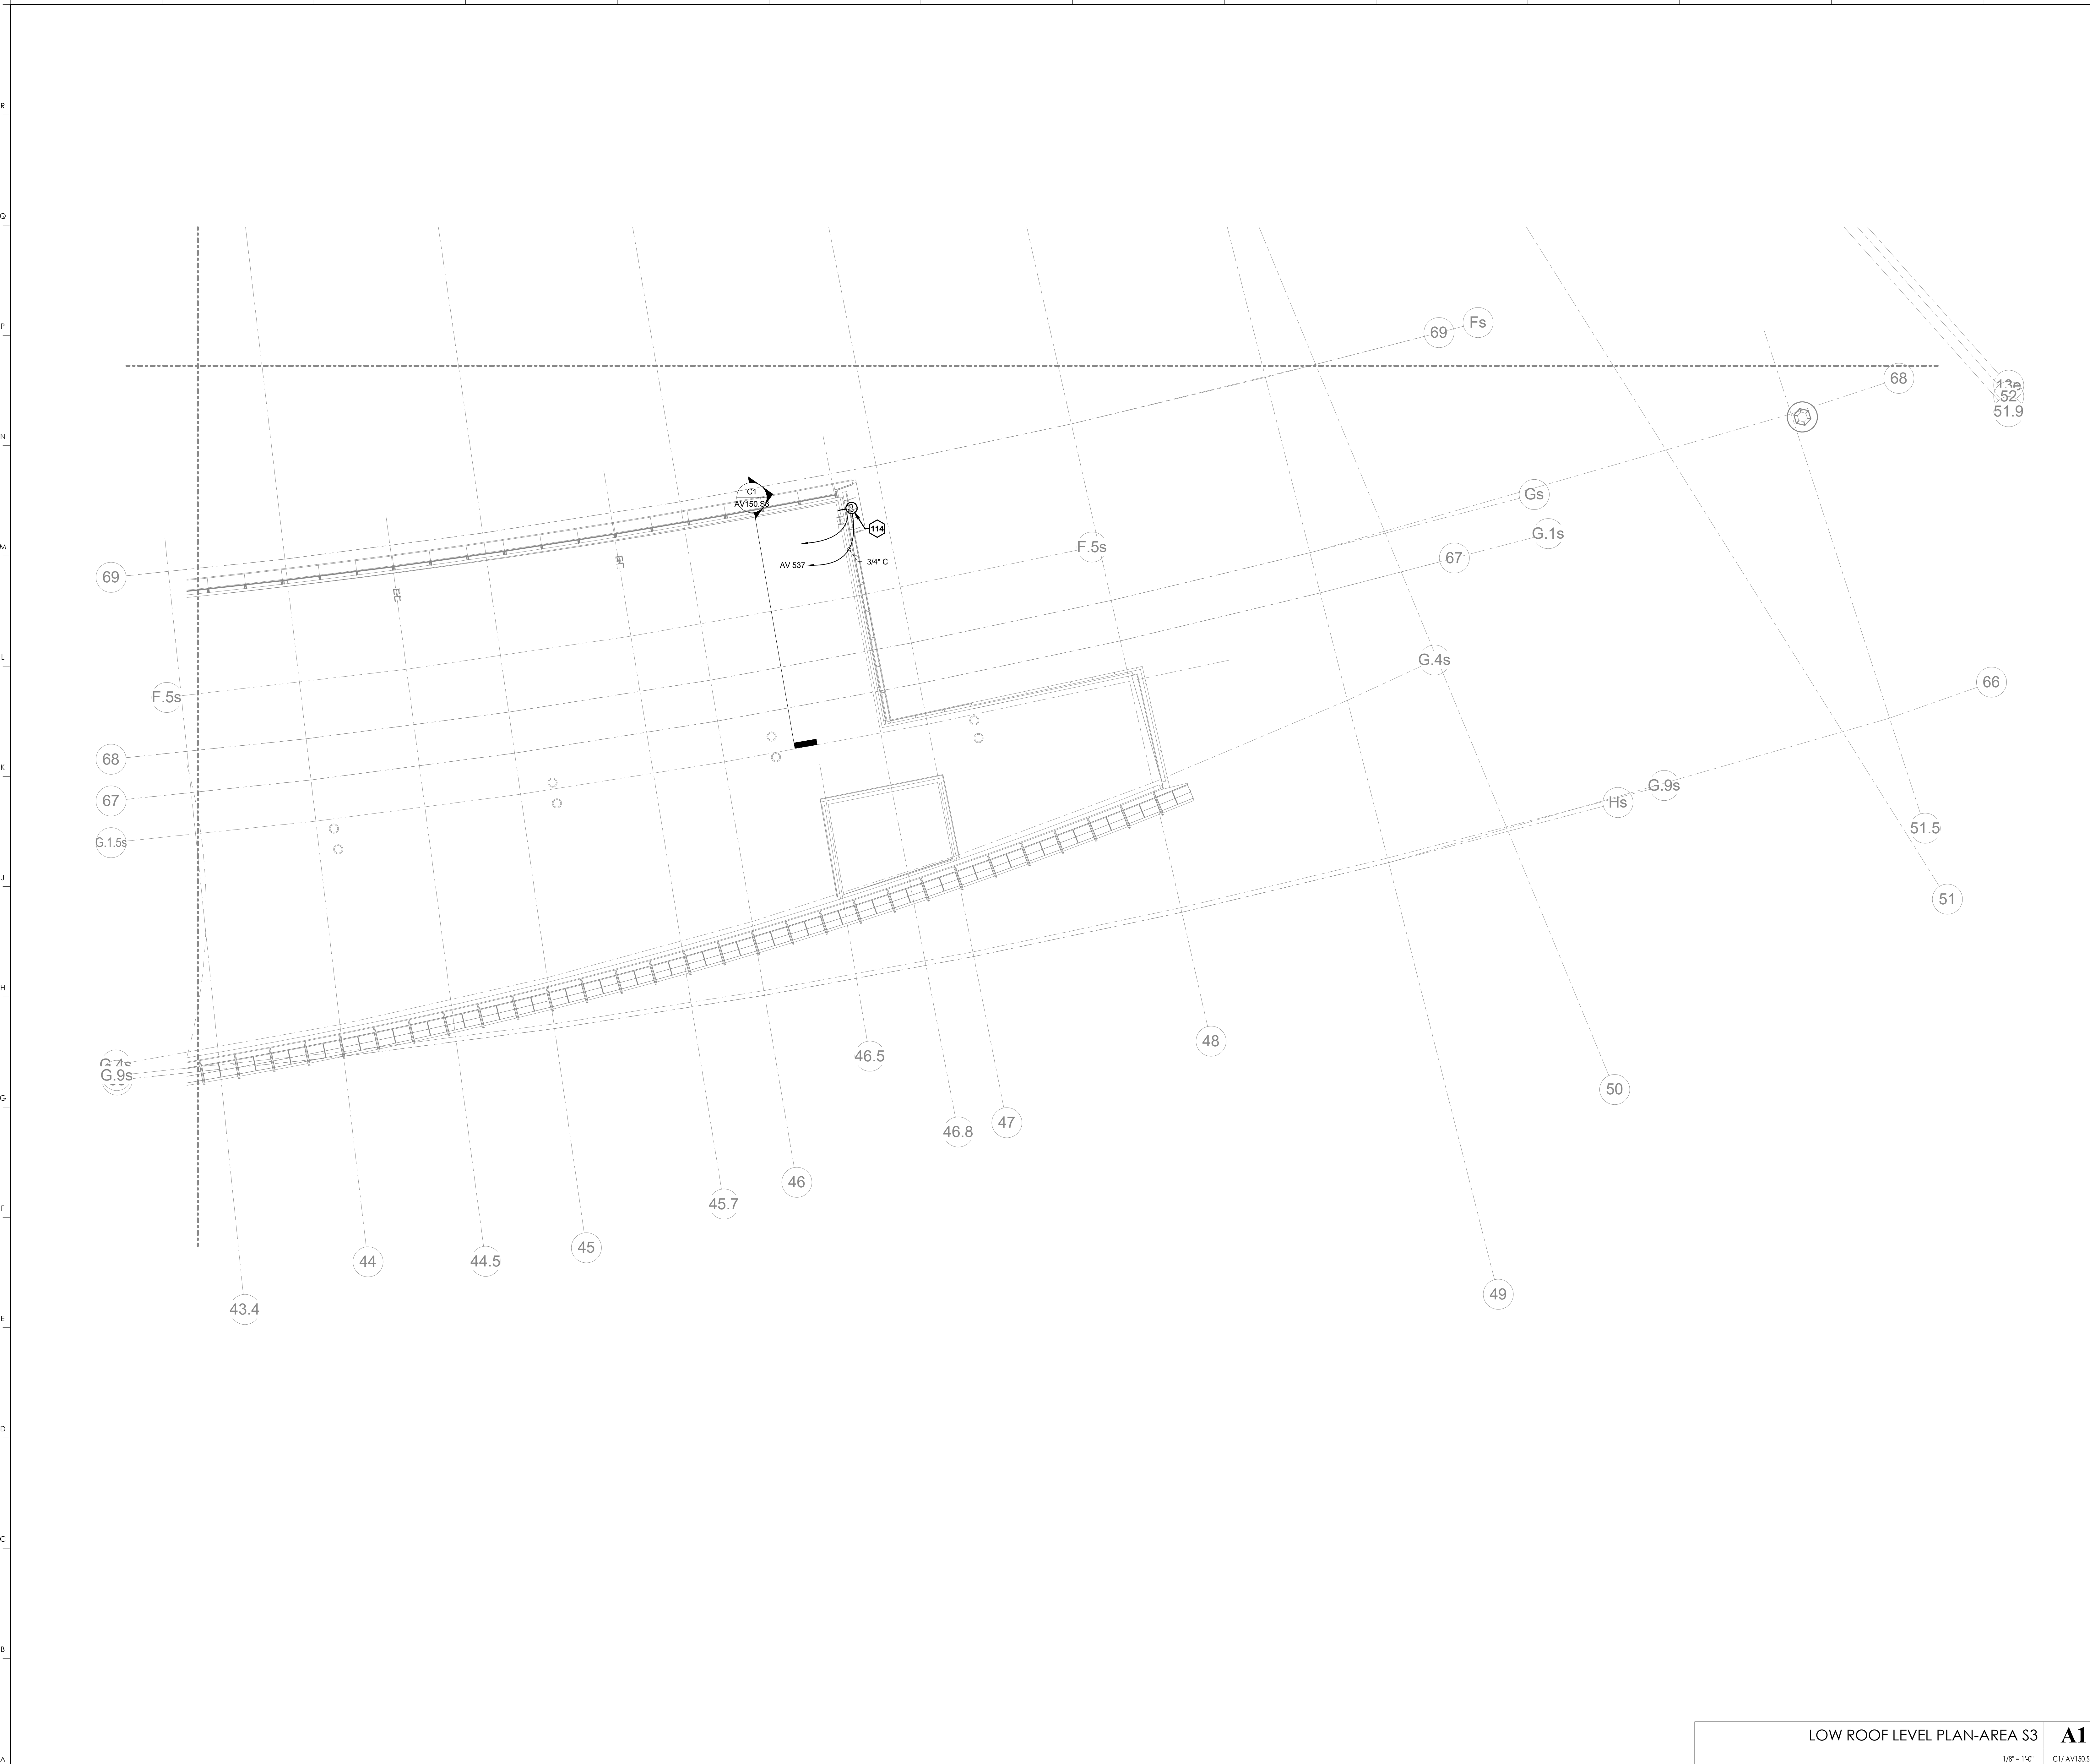 R
Q
P
N
M
L
K
J
H
G
F
E
D
C
B
A
Fs
69
68
13e
52
51.9
C1
AV150.S3
Gs
114
G.1s
F.5s
67
3/4" C
AV 537
69
EC
EC
G.4s
66
F.5s
68
67
G.9s
Hs
51.5
G.1.5s
51
48
46.5
G.4s
G.9s
50
47
46.8
46
45.7
45
44
44.5
49
43.4
LOW ROOF LEVEL PLAN-AREA S3
A1
1/8" = 1'-0"
C1/ AV150.S